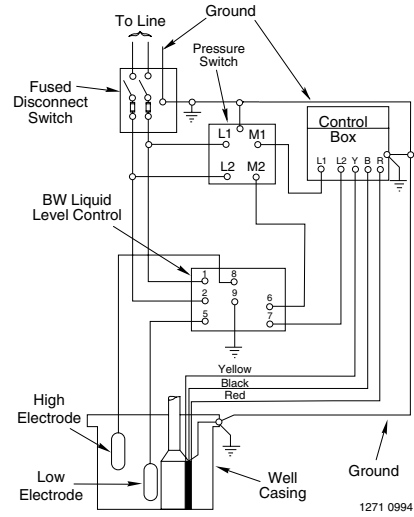 To Line
Ground
Pressure
Switch
Fused
Disconnect
Switch
L1 M1
L2 M2
Control
Box
L1 L2 Y B R
BW Liquid
Level Control
1 8
2 9 6
5 7
Yellow
Black
Red
High
Electrode
Low
Electrode
Well
Casing
Ground
1271 0994